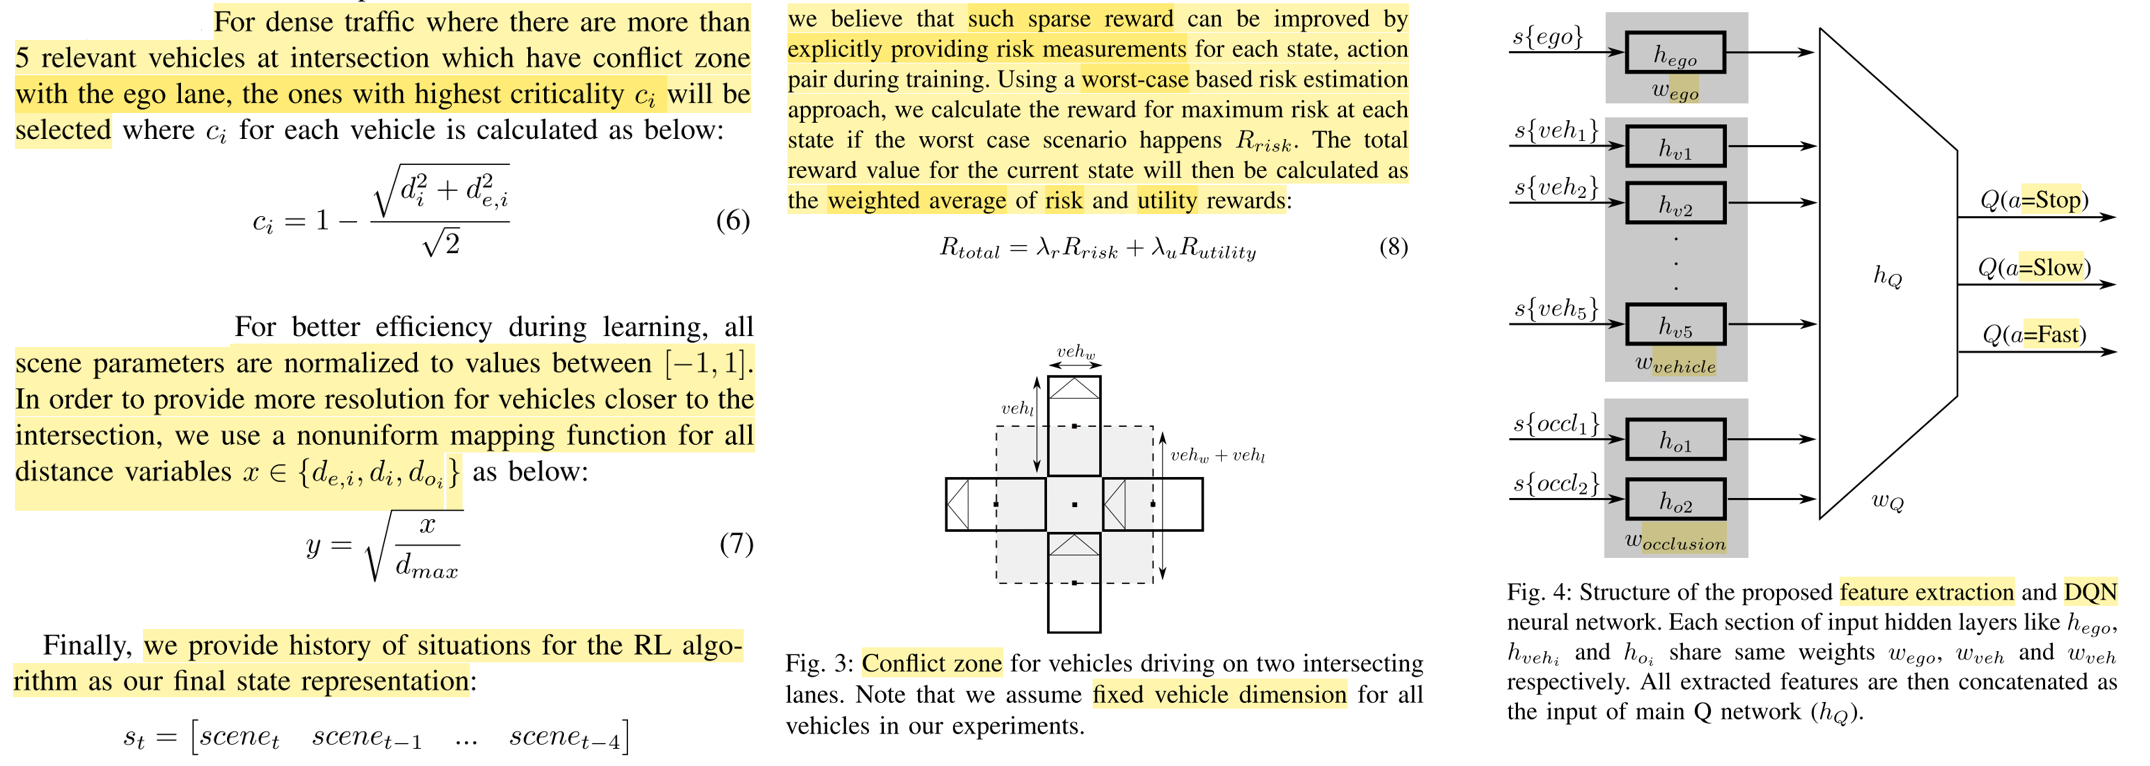 For dense traffic where there are more than
5 relevant vehicles at intersection which have conflict zone
with the ego lane, the ones with highest criticality c_i will be
selected where c_i for each vehicle is calculated as below:
c_i = 1 − \frac{\sqrt{d_i^2 + d_{e,i}^2}}{\sqrt{2}} (6)
For better efficiency during learning, all
scene parameters are normalized to values between [−1, 1].
In order to provide more resolution for vehicles closer to the
intersection, we use a nonuniform mapping function for all
distance variables x ∈ {d_{e,i}, d_i, d_{o_i}} as below:
y = \sqrt{\frac{x}{d_{max}}} (7)
Finally, we provide history of situations for the RL algo-
rithm as our final state representation:
s_t = [scene_t scene_{t−1} ... scene_{t−4}]
we believe that such sparse reward can be improved by
explicitly providing risk measurements for each state, action
pair during training. Using a worst-case based risk estimation
approach, we calculate the reward for maximum risk at each
state if the worst case scenario happens R_{risk}. The total
reward value for the current state will then be calculated as
the weighted average of risk and utility rewards:
R_{total} = λ_r R_{risk} + λ_u R_{utility} (8)
veh_w
veh_l
veh_w + veh_l
Fig. 3: Conflict zone for vehicles driving on two intersecting
lanes. Note that we assume fixed vehicle dimension for all
vehicles in our experiments.
s{ego}
h_{ego}
w_{ego}
s{veh_1}
h_{v1}
s{veh_2}
h_{v2}
.
.
.
s{veh_5}
h_{v5}
w_{vehicle}
s{occl_1}
h_{o1}
s{occl_2}
h_{o2}
w_{occlusion}
h_Q
w_Q
Q(a=Stop)
Q(a=Slow)
Q(a=Fast)
Fig. 4: Structure of the proposed feature extraction and DQN
neural network. Each section of input hidden layers like h_{ego},
h_{veh_i} and h_{o_i} share same weights w_{ego}, w_{veh} and w_{veh}
respectively. All extracted features are then concatenated as
the input of main Q network (h_Q).